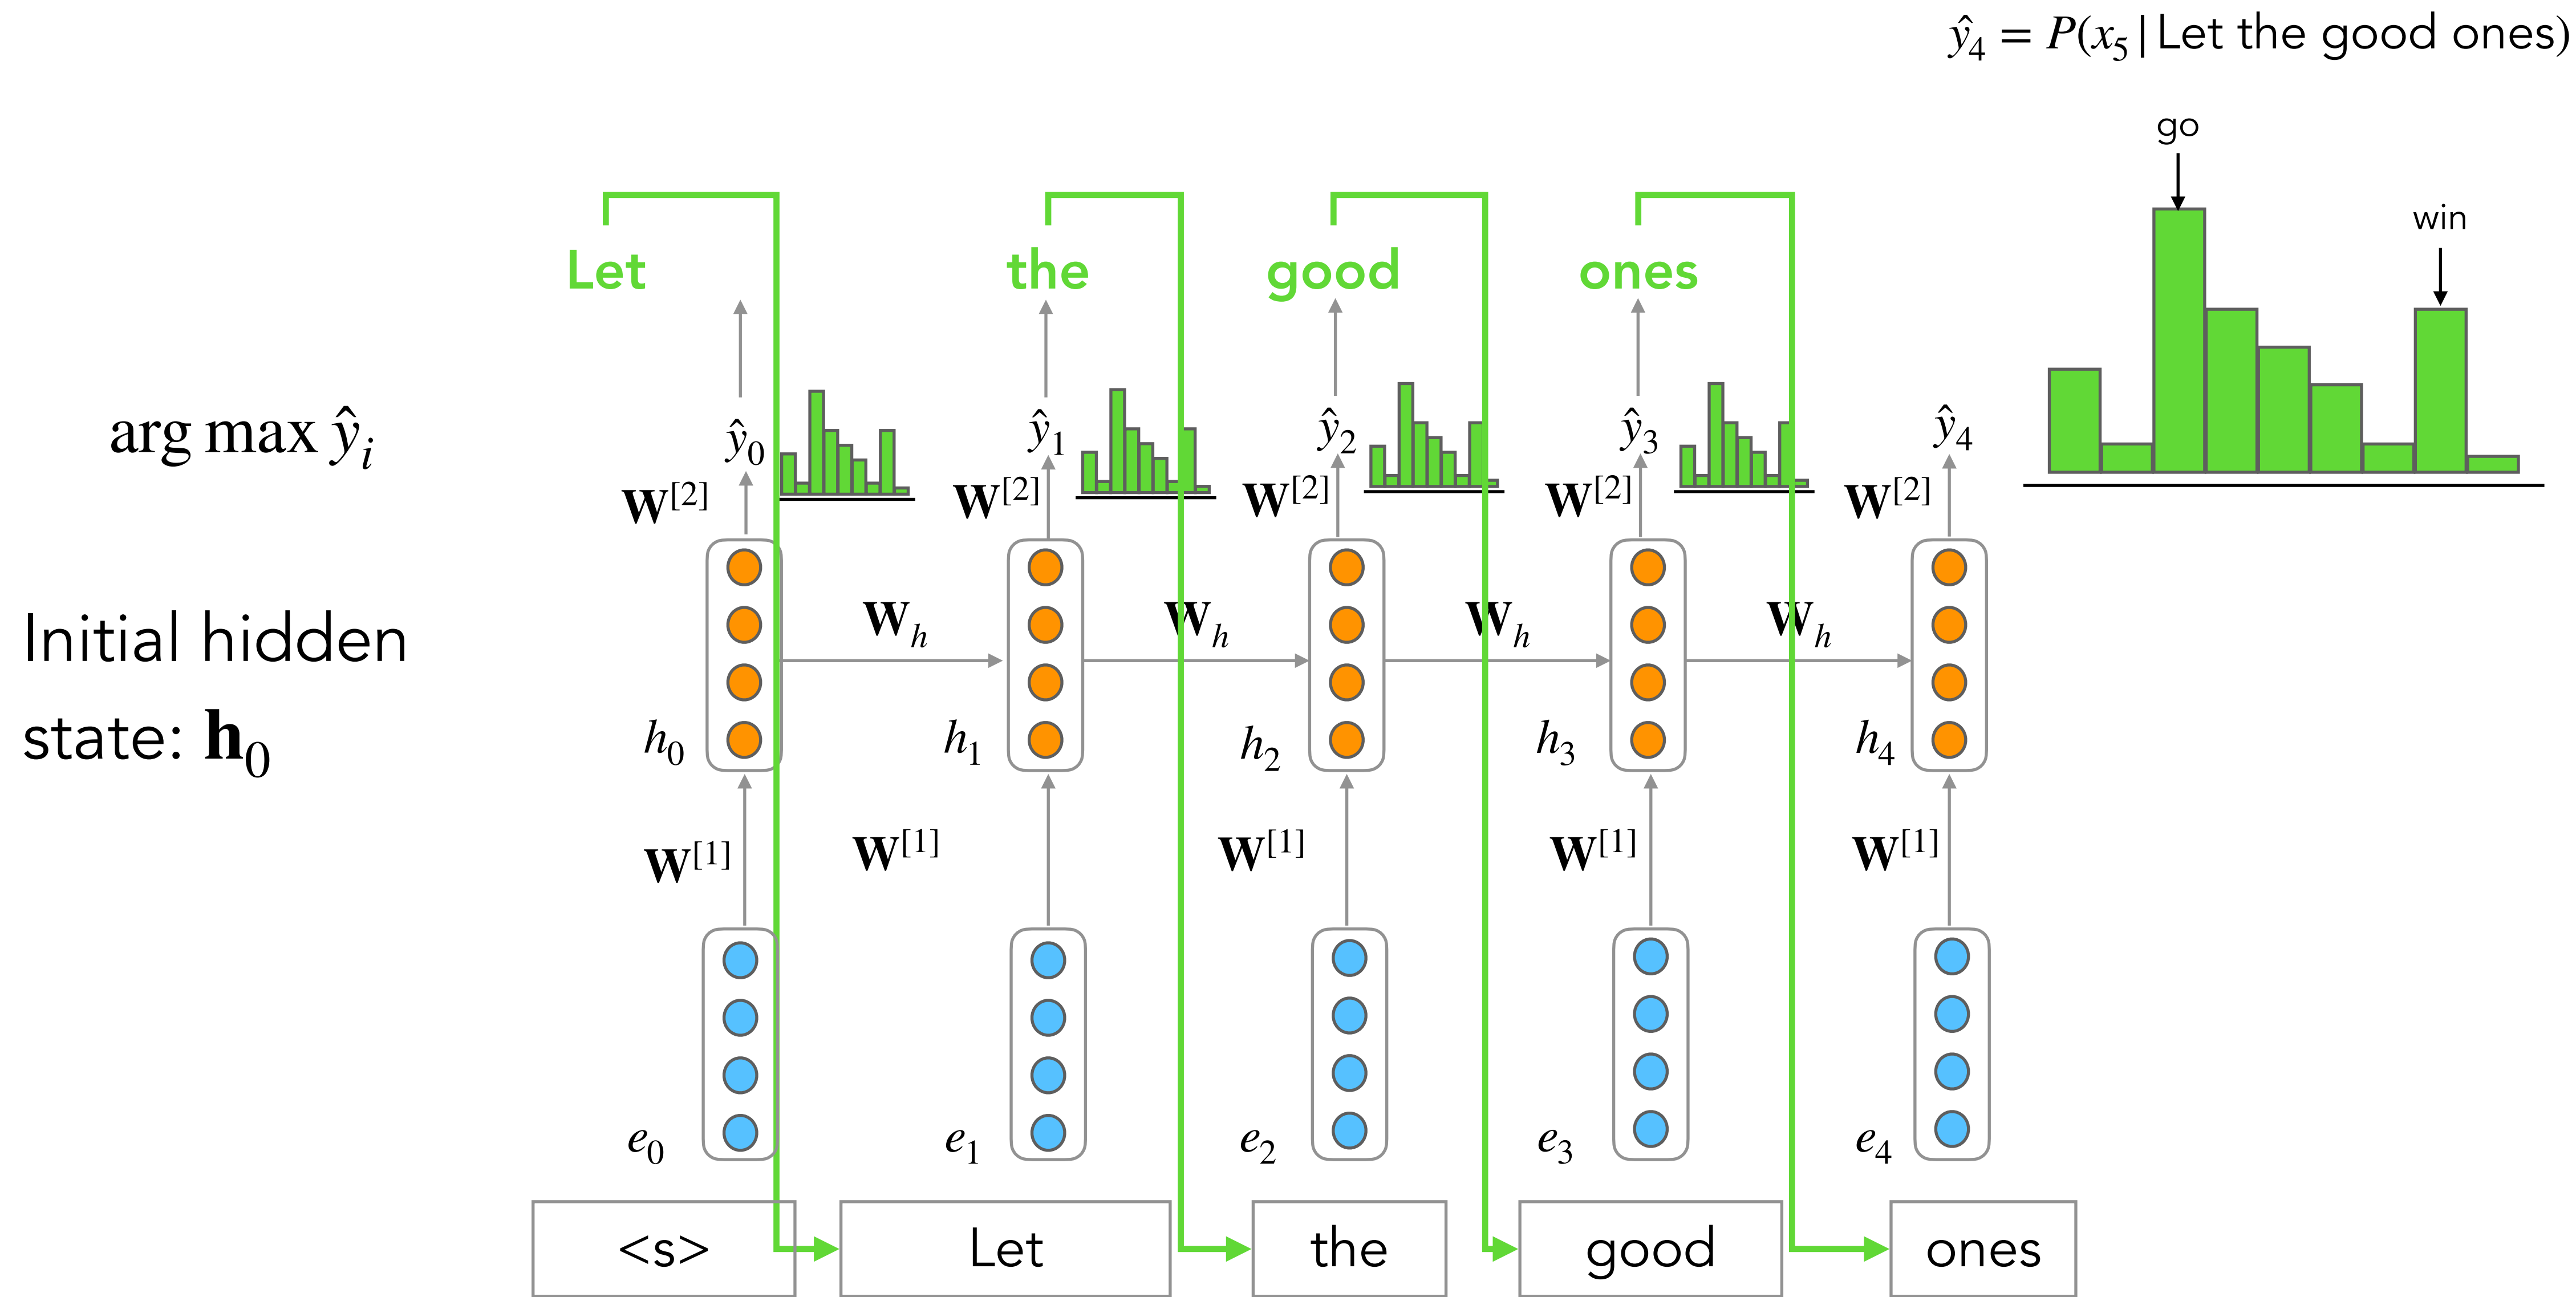 ŷ₄ = P(x₅ | Let the good ones)
go
win
Let the good ones
arg max ŷᵢ
ŷ₀ ŷ₁ ŷ₂ ŷ₃ ŷ₄
W[2] W[2] W[2] W[2] W[2]
Initial hidden
state: h₀
Wₕ Wₕ Wₕ Wₕ
h₀ h₁ h₂ h₃ h₄
W[1] W[1] W[1] W[1] W[1]
e₀ e₁ e₂ e₃ e₄
<s> Let the good ones